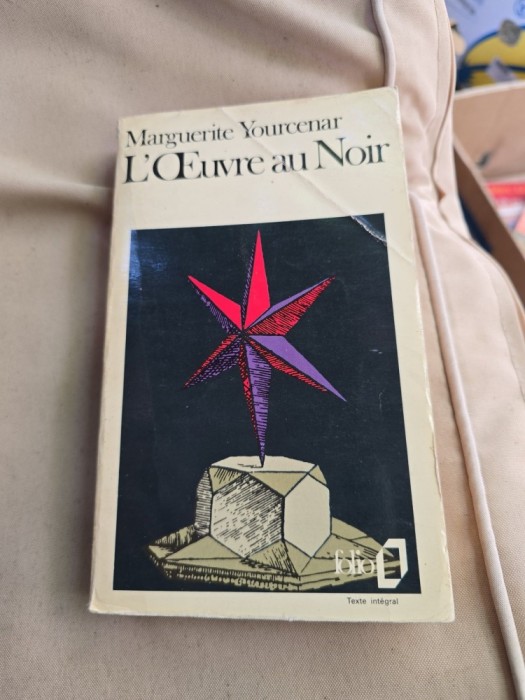 Marguerite Yourcenar
L'Œuvre au Noir
folio
Texte intégral